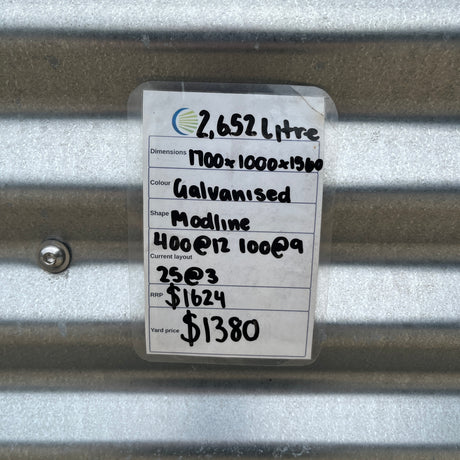 2,652 Litre
Dimensions 1700x1000x1560
Colour Galvanised
Shape Modline
400@12 100@9
Current layout
25@3
RRP $1624
Yard price $1380